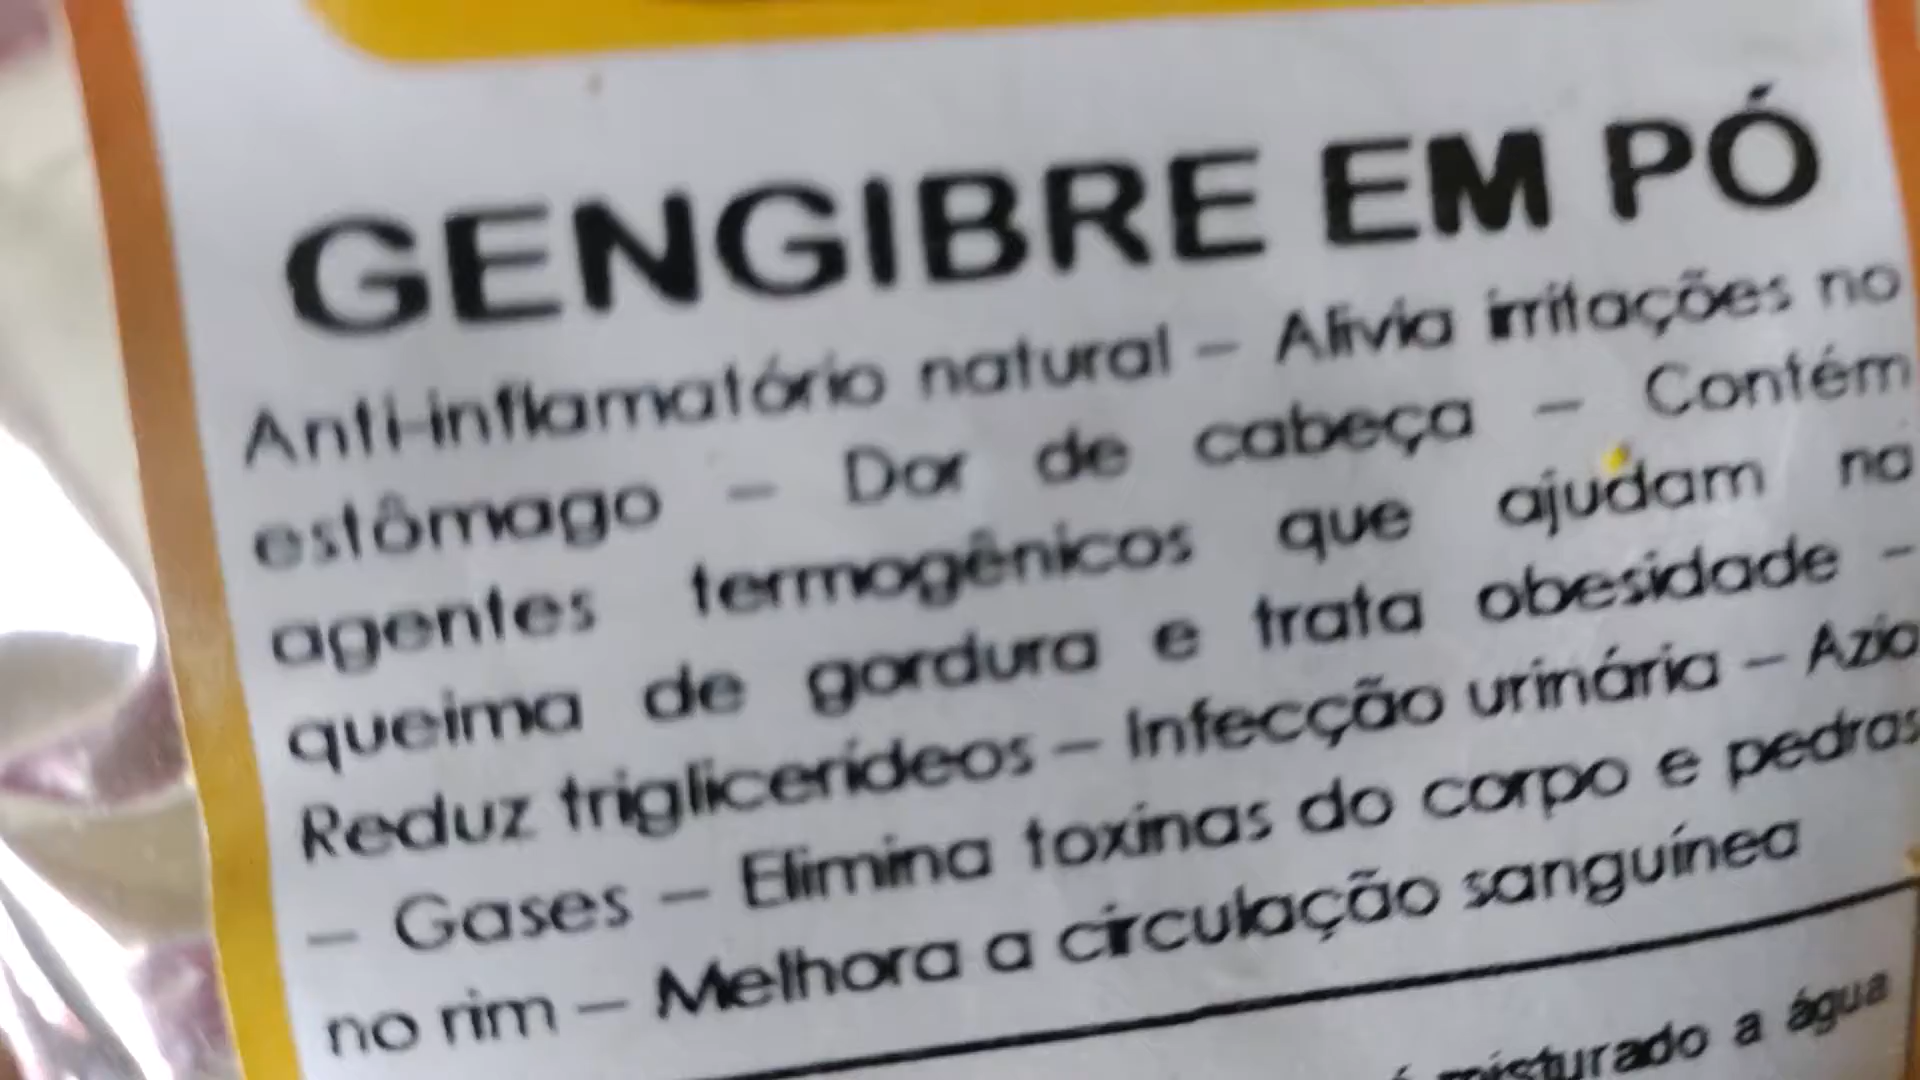 GENGIBRE EM PÓ
Anti-inflamatório natural – Alivia irritações no
estômago – Dor de cabeça – Contém
agentes termogênicos que ajudam na
queima de gordura e trata obesidade –
Reduz triglicerídeos – Infecção urinária – Azia
– Gases – Elimina toxinas do corpo e pedras
no rim – Melhora a circulação sanguínea
misturado a água